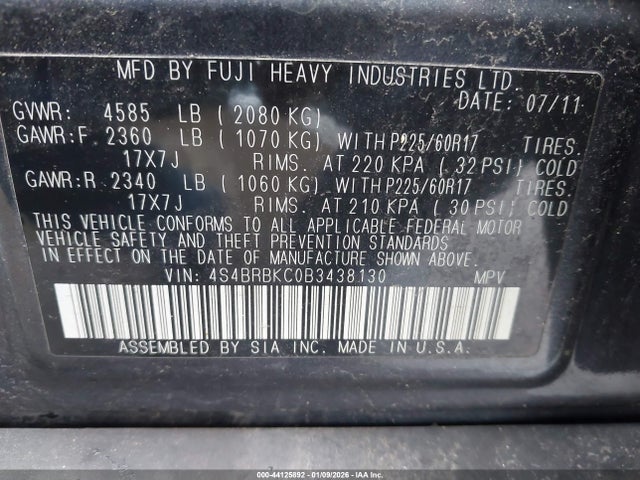 MFD BY FUJI HEAVY INDUSTRIES LTD.
DATE: 07/11
GVWR: 4585 LB ( 2080 KG)
GAWR:F. 2360 LB ( 1070 KG) WITH P225/60R17 TIRES.
17X7J RIMS. AT 220 KPA ( 32 PSI) COLD
GAWR:R. 2340 LB ( 1060 KG) WITH P225/60R17 TIRES.
17X7J RIMS. AT 210 KPA ( 30 PSI) COLD
THIS VEHICLE CONFORMS TO ALL APPLICABLE FEDERAL MOTOR
VEHICLE SAFETY AND THEFT PREVENTION STANDARDS
IN EFFECT ON THE DATE OF MANUFACTURE SHOWN ABOVE.
VIN: 4S4BRBKC0B3438130 MPV
ASSEMBLED BY SIA INC. MADE IN U.S.A.
000-44125892 - 01/09/2026 - IAA Inc.